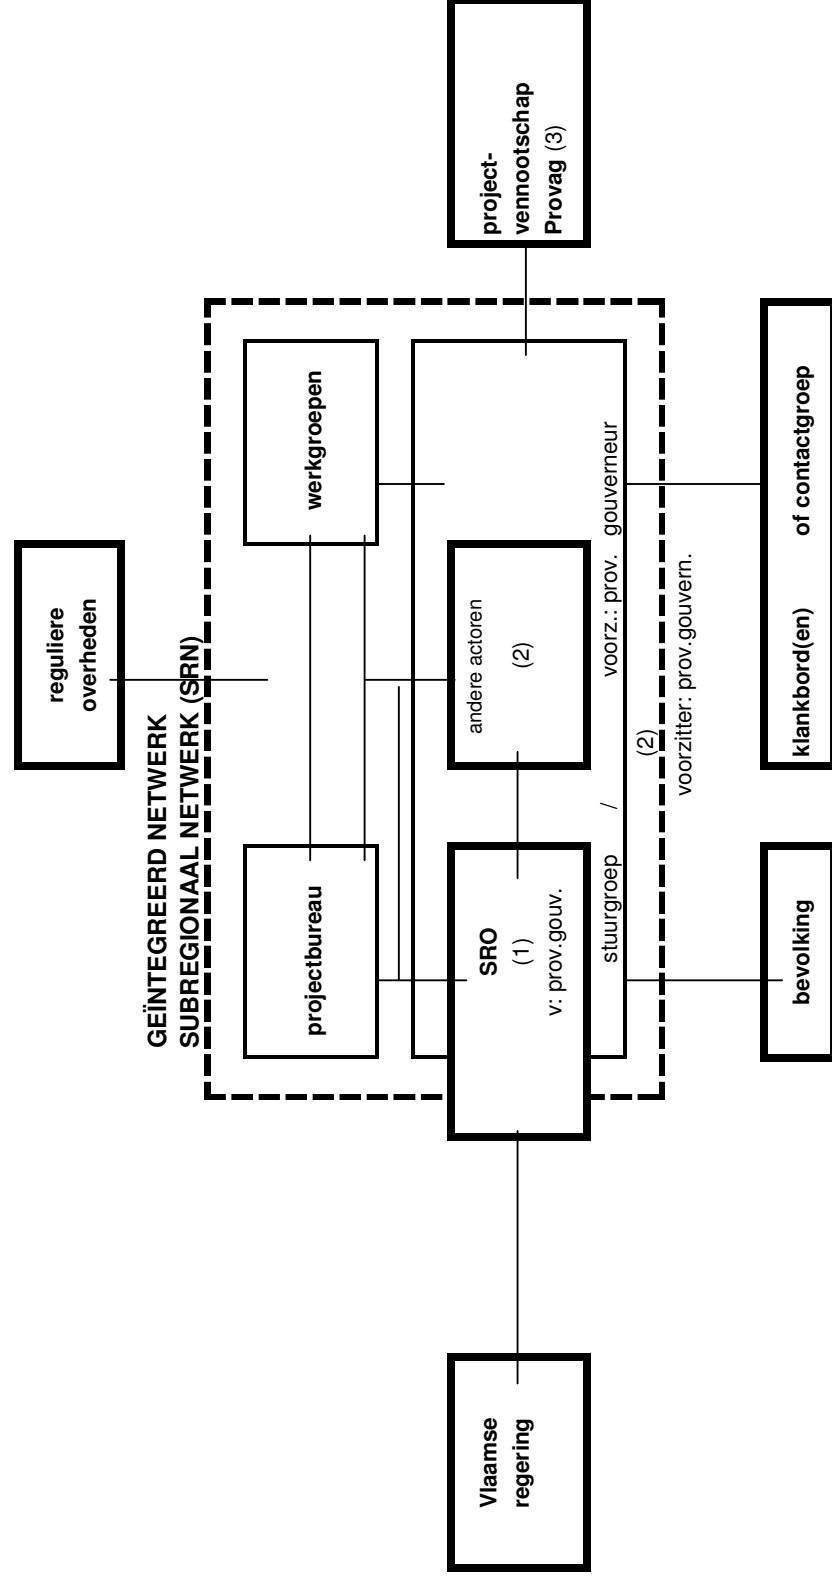 reguliere
overheden
GEÏNTEGREERD NETWERK
SUBREGIONAAL NETWERK (SRN)
projectbureau
werkgroepen
Vlaamse
regering
SRO
(1)
v: prov.gouv.
andere actoren
(2)
project-
vennootschap
Provag (3)
stuurgroep / voorz.: prov. gouverneur
(2)
voorzitter: prov.gouvern.
bevolking
klankbord(en) of contactgroep